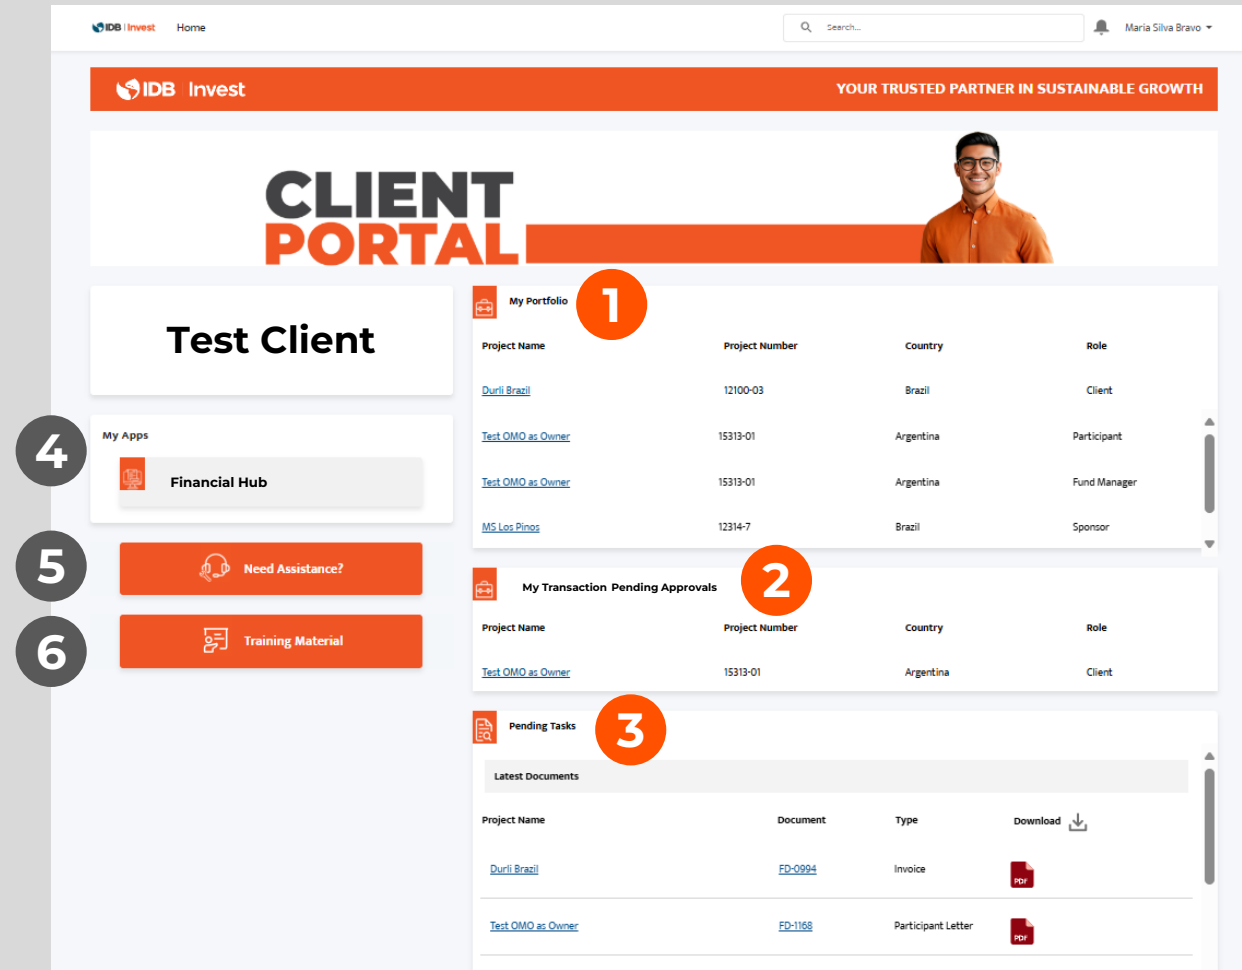 IDB Invest Home Search... Maria Silva Bravo
IDB Invest YOUR TRUSTED PARTNER IN SUSTAINABLE GROWTH
CLIENT
PORTAL
Test Client
4
My Apps
Financial Hub
5
Need Assistance?
6
Training Material
My Portfolio 1
Project Name Project Number Country Role
Durli Brazil 12100-03 Brazil Client
Test OMO as Owner 15313-01 Argentina Participant
Test OMO as Owner 15313-01 Argentina Fund Manager
MS Los Pinos 12314-7 Brazil Sponsor
My Transaction Pending Approvals 2
Project Name Project Number Country Role
Test OMO as Owner 15313-01 Argentina Client
Pending Tasks 3
Latest Documents
Project Name Document Type Download
Durli Brazil FD-0994 Invoice PDF
Test OMO as Owner FD-1168 Participant Letter PDF